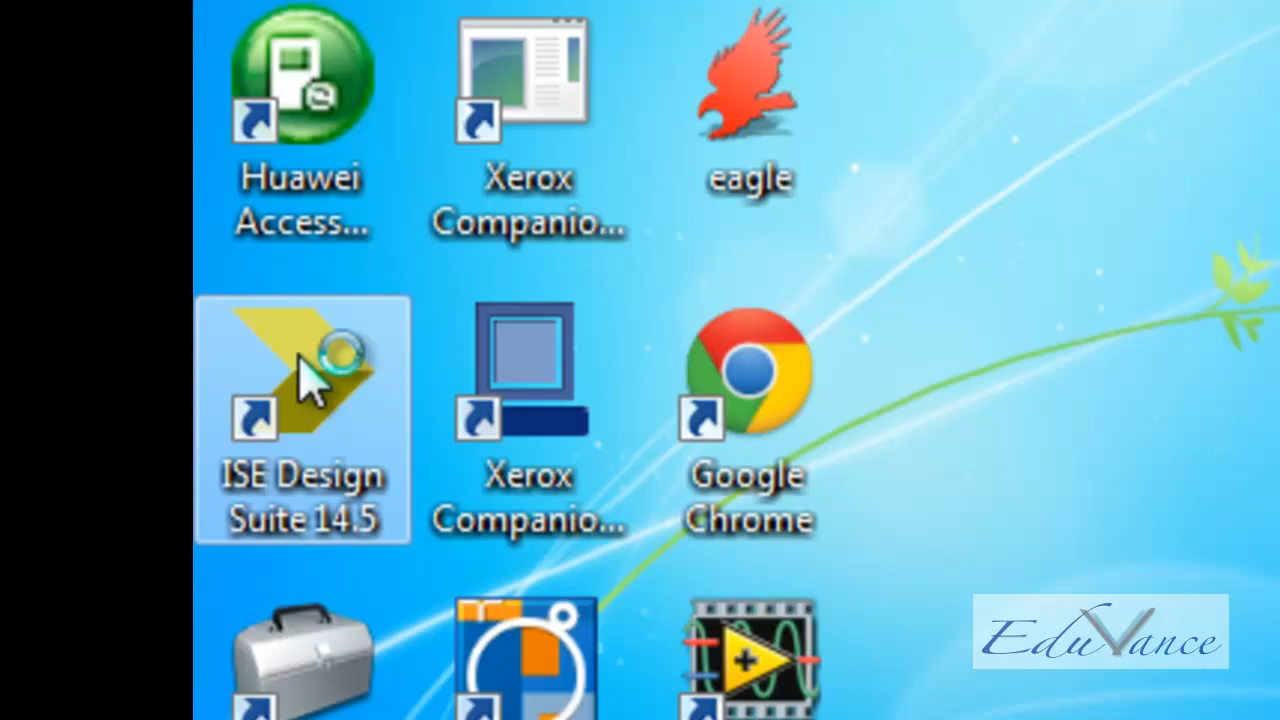 Huawei
Access...
Xerox
Companio...
eagle
ISE Design
Suite 14.5
Xerox
Companio...
Google
Chrome
EduVance